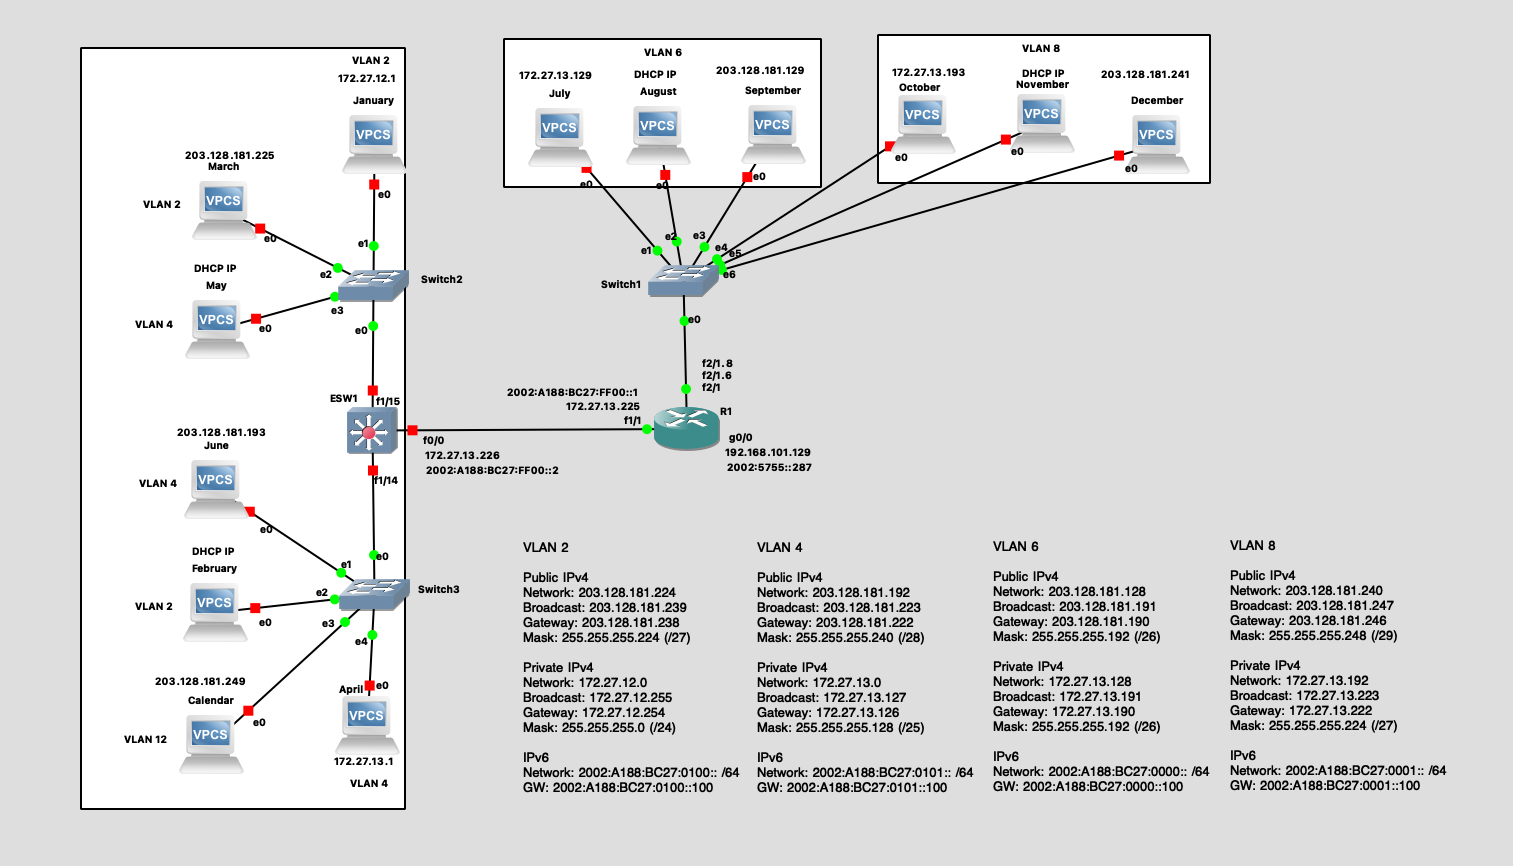 VLAN 2
172.27.12.1
January
VPCS
e0
203.128.181.225
March
VLAN 2
VPCS
e0
e1
e2
Switch2
DHCP IP
May
VLAN 4
VPCS
e0
e3
e0
ESW1
f1/15
f0/0
172.27.13.226
2002:A188:BC27:FF00::2
f1/14
203.128.181.193
June
VLAN 4
VPCS
e0
DHCP IP
February
VLAN 2
VPCS
e0
e0
e1
e2
e3
e4
Switch3
203.128.181.249
Calendar
VLAN 12
VPCS
e0
April
e0
VPCS
172.27.13.1
VLAN 4
VLAN 6
172.27.13.129
July
VPCS
e0
DHCP IP
August
VPCS
e0
203.128.181.129
September
VPCS
e0
VLAN 8
172.27.13.193
October
VPCS
e0
DHCP IP
November
VPCS
e0
203.128.181.241
December
VPCS
e0
e1
e2
e3
e4
e5
e6
Switch1
e0
f2/1.8
f2/1.6
f2/1
2002:A188:BC27:FF00::1
172.27.13.225
f1/1
R1
g0/0
192.168.101.129
2002:5755::287
VLAN 2
Public IPv4
Network: 203.128.181.224
Broadcast: 203.128.181.239
Gateway: 203.128.181.238
Mask: 255.255.255.224 (/27)
Private IPv4
Network: 172.27.12.0
Broadcast: 172.27.12.255
Gateway: 172.27.12.254
Mask: 255.255.255.0 (/24)
IPv6
Network: 2002:A188:BC27:0100:: /64
GW: 2002:A188:BC27:0100::100
VLAN 4
Public IPv4
Network: 203.128.181.192
Broadcast: 203.128.181.223
Gateway: 203.128.181.222
Mask: 255.255.255.240 (/28)
Private IPv4
Network: 172.27.13.0
Broadcast: 172.27.13.127
Gateway: 172.27.13.126
Mask: 255.255.255.128 (/25)
IPv6
Network: 2002:A188:BC27:0101:: /64
GW: 2002:A188:BC27:0101::100
VLAN 6
Public IPv4
Network: 203.128.181.128
Broadcast: 203.128.181.191
Gateway: 203.128.181.190
Mask: 255.255.255.192 (/26)
Private IPv4
Network: 172.27.13.128
Broadcast: 172.27.13.191
Gateway: 172.27.13.190
Mask: 255.255.255.192 (/26)
IPv6
Network: 2002:A188:BC27:0000:: /64
GW: 2002:A188:BC27:0000::100
VLAN 8
Public IPv4
Network: 203.128.181.240
Broadcast: 203.128.181.247
Gateway: 203.128.181.246
Mask: 255.255.255.248 (/29)
Private IPv4
Network: 172.27.13.192
Broadcast: 172.27.13.223
Gateway: 172.27.13.222
Mask: 255.255.255.224 (/27)
IPv6
Network: 2002:A188:BC27:0001:: /64
GW: 2002:A188:BC27:0001::100